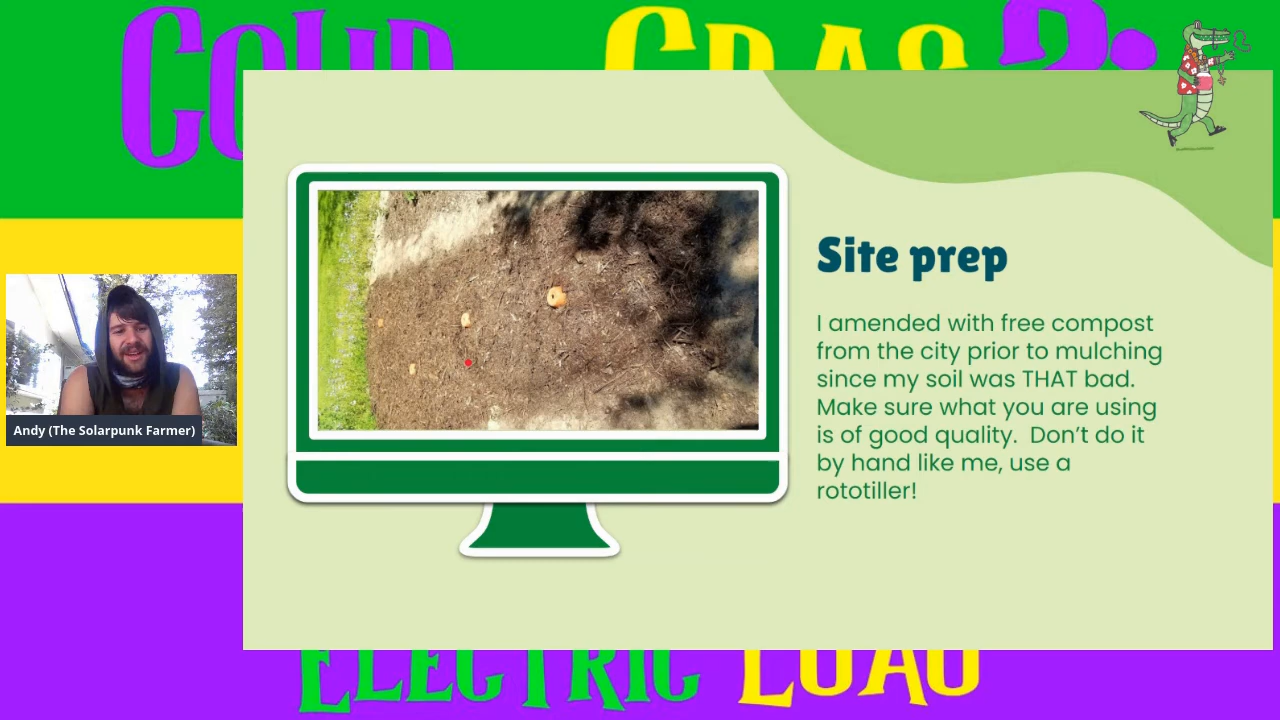 Site prep
I amended with free compost
from the city prior to mulching
since my soil was THAT bad.
Make sure what you are using
is of good quality.  Don’t do it
by hand like me, use a
rototiller!
Andy (The Solarpunk Farmer)
ELECTRIC